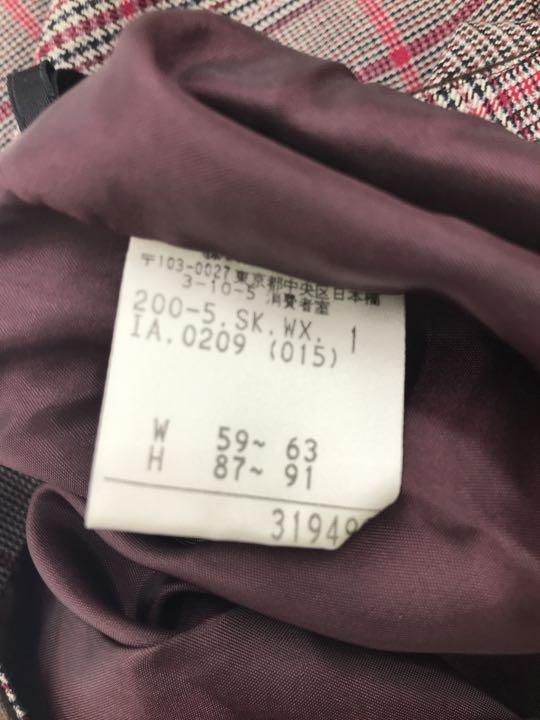 〒103-0027 東京都中央区日本橋
3-10-5 消費者室
200-5.SK.WX. 1
IA.0209 (015)
W 59~ 63
H 87~ 91
31949